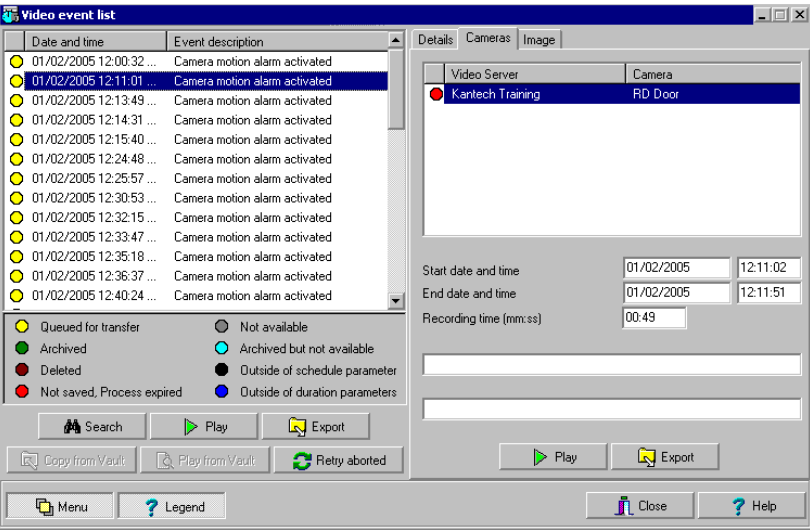 Video event list
Date and time Event description
01/02/2005 12:00:32 ... Camera motion alarm activated
01/02/2005 12:11:01 ... Camera motion alarm activated
01/02/2005 12:13:49 ... Camera motion alarm activated
01/02/2005 12:14:31 ... Camera motion alarm activated
01/02/2005 12:15:40 ... Camera motion alarm activated
01/02/2005 12:24:48 ... Camera motion alarm activated
01/02/2005 12:25:57 ... Camera motion alarm activated
01/02/2005 12:30:53 ... Camera motion alarm activated
01/02/2005 12:32:15 ... Camera motion alarm activated
01/02/2005 12:33:47 ... Camera motion alarm activated
01/02/2005 12:35:18 ... Camera motion alarm activated
01/02/2005 12:36:37 ... Camera motion alarm activated
01/02/2005 12:40:24 ... Camera motion alarm activated
Queued for transfer Not available
Archived Archived but not available
Deleted Outside of schedule parameter
Not saved, Process expired Outside of duration parameters
Search Play Export
Copy from Vault Play from Vault Retry aborted
Details Cameras Image
Video Server Camera
Kantech Training RD Door
Start date and time 01/02/2005 12:11:02
End date and time 01/02/2005 12:11:51
Recording time (mm:ss) 00:49
Play Export
Menu ? Legend Close ? Help